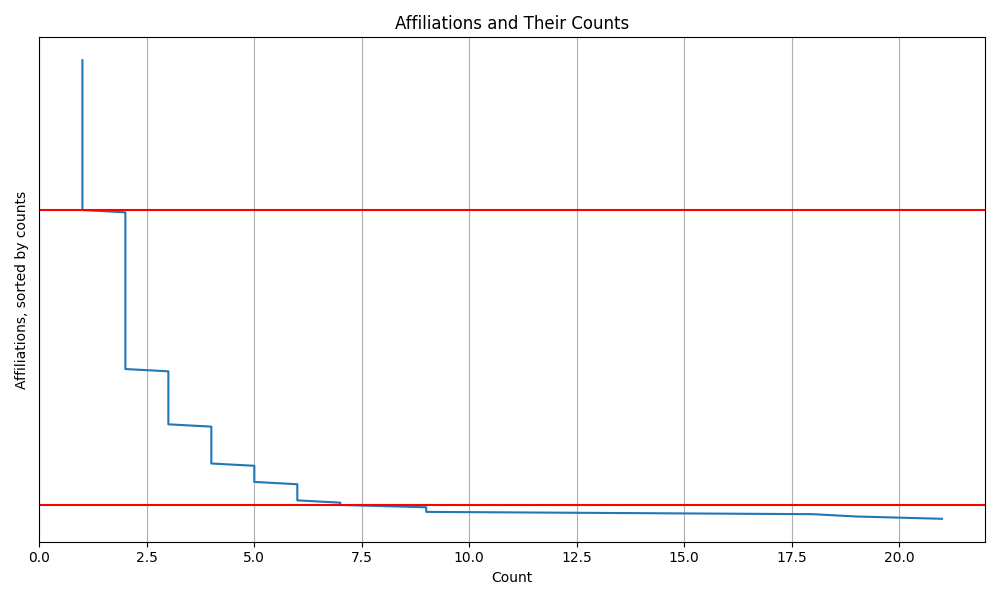 Affiliations and Their Counts
Affiliations, sorted by counts
0.0 2.5 5.0 7.5 10.0 12.5 15.0 17.5 20.0
Count